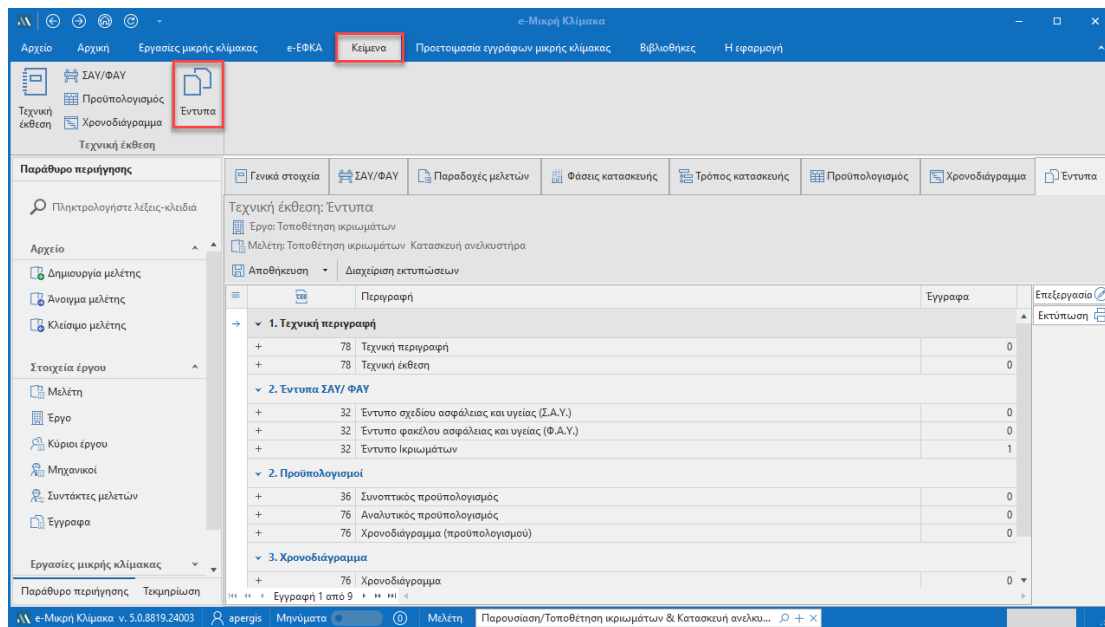 e-Μικρή Κλίμακα
Αρχείο Αρχική Εργασίες μικρής κλίμακας e-ΕΦΚΑ Κείμενα Προετοιμασία εγγράφων μικρής κλίμακας Βιβλιοθήκες Η εφαρμογή
Τεχνική έκθεση
ΣΑΥ/ΦΑΥ
Προϋπολογισμός
Χρονοδιάγραμμα
Έντυπα
Τεχνική έκθεση
Παράθυρο περιήγησης
Πληκτρολογήστε λέξεις-κλειδιά
Αρχείο
Δημιουργία μελέτης
Άνοιγμα μελέτης
Κλείσιμο μελέτης
Στοιχεία έργου
Μελέτη
Έργο
Κύριοι έργου
Μηχανικοί
Συντάκτες μελετών
Έγγραφα
Εργασίες μικρής κλίμακας
Παράθυρο περιήγησης Τεκμηρίωση
Γενικά στοιχεία ΣΑΥ/ΦΑΥ Παραδοχές μελετών Φάσεις κατασκευής Τρόπος κατασκευής Προϋπολογισμός Χρονοδιάγραμμα Έντυπα
Τεχνική έκθεση: Έντυπα
Έργο: Τοποθέτηση ικριωμάτων
Μελέτη: Τοποθέτηση ικριωμάτων Κατασκευή ανελκυστήρα
Αποθήκευση Διαχείριση εκτυπώσεων
Περιγραφή Έγγραφα
1. Τεχνική περιγραφή
+ 78 Τεχνική περιγραφή 0
+ 78 Τεχνική έκθεση 0
2. Έντυπα ΣΑΥ/ ΦΑΥ
+ 32 Έντυπο σχεδίου ασφάλειας και υγείας (Σ.Α.Υ.) 0
+ 32 Έντυπο φακέλου ασφάλειας και υγείας (Φ.Α.Υ.) 0
+ 32 Έντυπο Ικριωμάτων 1
2. Προϋπολογισμοί
+ 36 Συνοπτικός προϋπολογισμός 0
+ 76 Αναλυτικός προϋπολογισμός 0
+ 76 Χρονοδιάγραμμα (προϋπολογισμού) 0
3. Χρονοδιάγραμμα
+ 76 Χρονοδιάγραμμα 0
Εγγραφή 1 από 9
Επεξεργασίο
Εκτύπωση
e-Μικρή Κλίμακα v. 5.0.8819.24003 apergis Μηνύματα (0) Μελέτη Παρουσίαση/Τοποθέτηση ικριωμάτων & Κατασκευή ανελκυ...